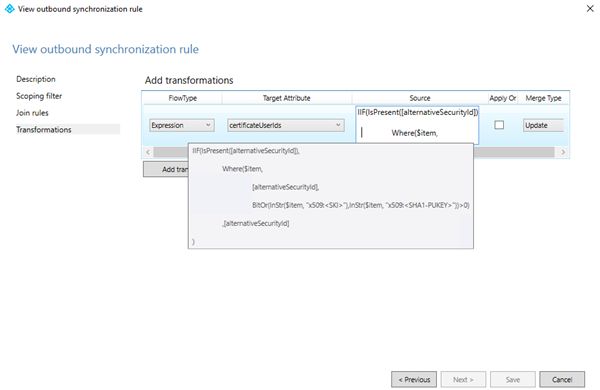 View outbound synchronization rule
View outbound synchronization rule
Description
Scoping filter
Join rules
Transformations
Add transformations
FlowType Target Attribute Source Apply Or Merge Type
Expression certificateUserIds IIF(IsPresent([alternativeSecurityId]) Update
Where($item,
Add tran
IIF(IsPresent([alternativeSecurityId]),
Where($item,
[alternativeSecurityId],
BitOr(InStr($item, "x509:<SKI>"),InStr($item, "x509:<SHA1-PUKEY>"))>0)
,[alternativeSecurityId]
)
< Previous Next > Save Cancel